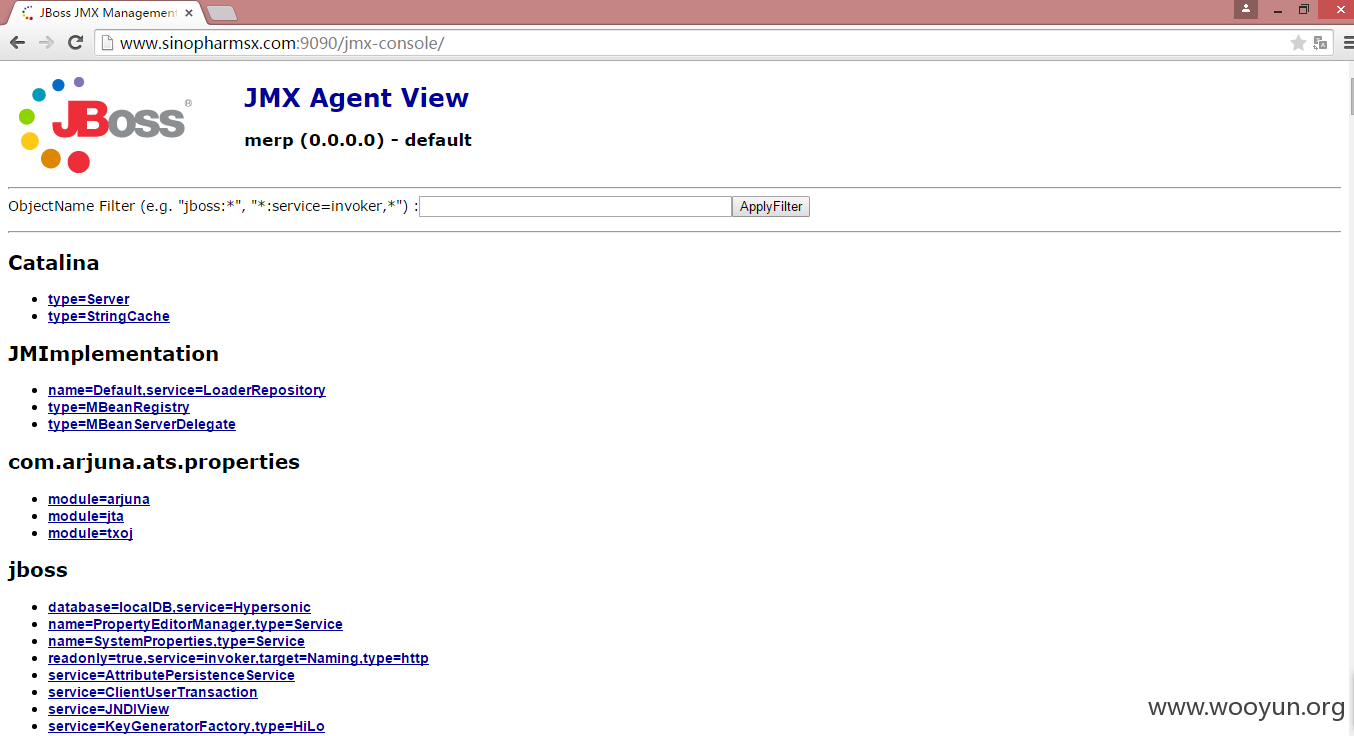 JBoss JMX Management
www.sinopharmsx.com:9090/jmx-console/
JBoss®
JMX Agent View
merp (0.0.0.0) - default
ObjectName Filter (e.g. "jboss:*", "*:service=invoker,*") :
ApplyFilter
Catalina
type=Server
type=StringCache
JMImplementation
name=Default,service=LoaderRepository
type=MBeanRegistry
type=MBeanServerDelegate
com.arjuna.ats.properties
module=arjuna
module=jta
module=txoj
jboss
database=localDB,service=Hypersonic
name=PropertyEditorManager,type=Service
name=SystemProperties,type=Service
readonly=true,service=invoker,target=Naming,type=http
service=AttributePersistenceService
service=ClientUserTransaction
service=JNDIView
service=KeyGeneratorFactory,type=HiLo
www.wooyun.org